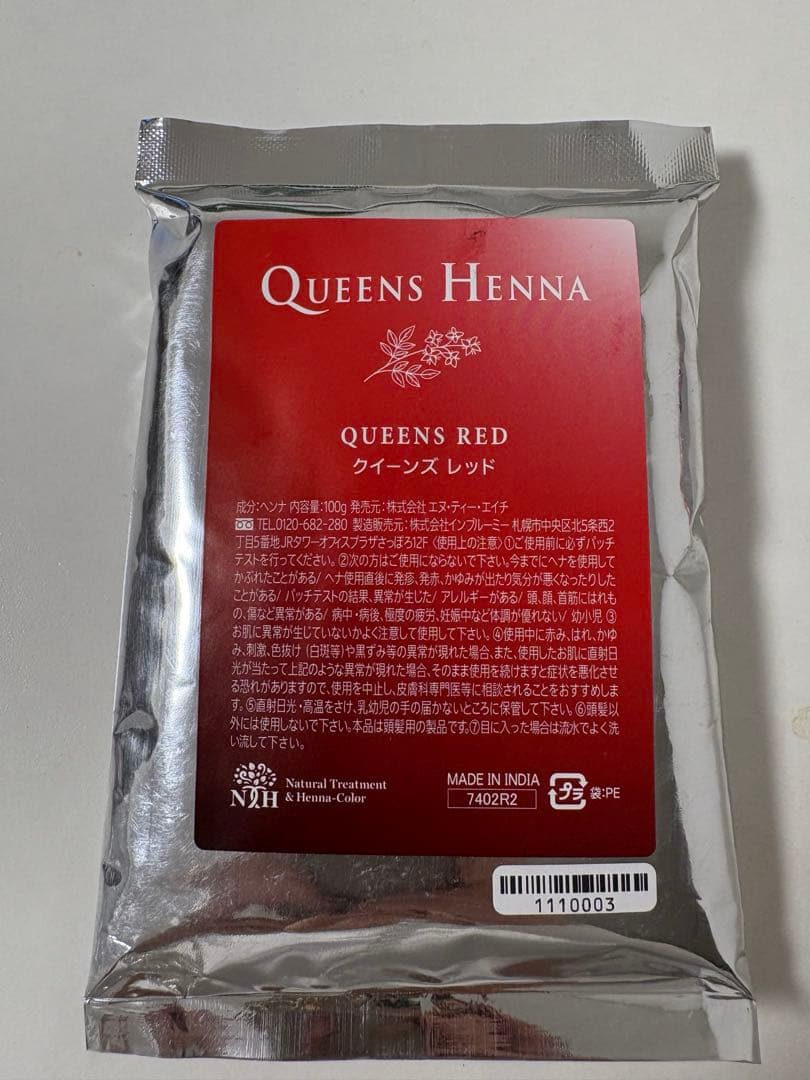 QUEENS HENNA
QUEENS RED
クイーンズ レッド
成分:ヘンナ 内容量:100g 発売元:株式会社 エヌ・ティー・エイチ
TEL.0120-682-280 製造販売元:株式会社インブルーミー 札幌市中央区北5条西2
丁目5番地JRタワーオフィスプラザさっぽろ12F 〈使用上の注意〉①ご使用前に必ずパッチ
テストを行ってください。②次の方はご使用にならないで下さい。今までにヘナを使用して
かぶれたことがある/ ヘナ使用直後に発疹、発赤、かゆみが出たり気分が悪くなったりした
ことがある/ パッチテストの結果、異常が生じた/ アレルギーがある/ 頭、顔、首筋にはれも
の、傷など異常がある/ 病中・病後、極度の疲労、妊娠中など体調が優れない/ 幼小児 ③
お肌に異常が生じていないかよく注意して使用して下さい。④使用中に赤み、はれ、かゆ
み、刺激、色抜け (白斑等)や黒ずみ等の異常が現れた場合、また、使用したお肌に直射日
光が当たって上記のような異常が現れた場合、そのまま使用を続けますと症状を悪化させ
る恐れがありますので、使用を中止し、皮膚科専門医等に相談されることをおすすめしま
す。⑤直射日光・高温をさけ、乳幼児の手の届かないところに保管して下さい。⑥頭髪以
外には使用しないで下さい。本品は頭髪用の製品です。⑦目に入った場合は流水でよく洗
い流して下さい。
NTH
Natural Treatment
& Henna-Color
MADE IN INDIA
7402R2
プラ 袋:PE
1110003